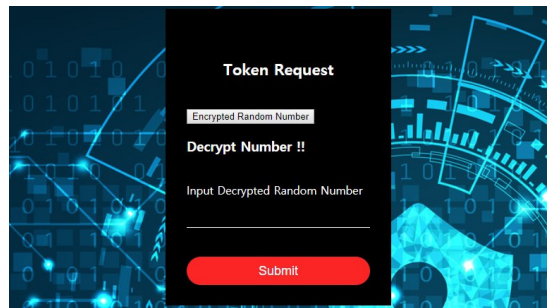 Token Request
Encrypted Random Number
Decrypt Number !!
Input Decrypted Random Number
Submit